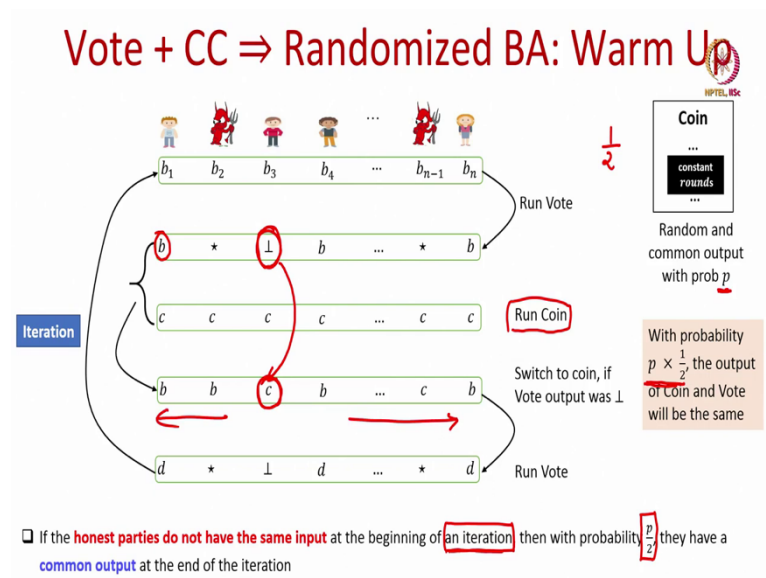 Vote + CC ⇒ Randomized BA: Warm Up
NPTEL, IISc
...
1/2
Coin
...
constant
rounds
...
b₁ b₂ b₃ b₄ ... bₙ₋₁ bₙ
Run Vote
Random and
common output
with prob p
b ⋆ ⊥ b ... ⋆ b
c c c c ... c c
Run Coin
Iteration
With probability
p × 1/2, the output
of Coin and Vote
will be the same
b b c b ... c b
Switch to coin, if
Vote output was ⊥
d ⋆ ⊥ d ... ⋆ d
Run Vote
❑ If the honest parties do not have the same input at the beginning of an iteration then with probability p/2, they have a
common output at the end of the iteration